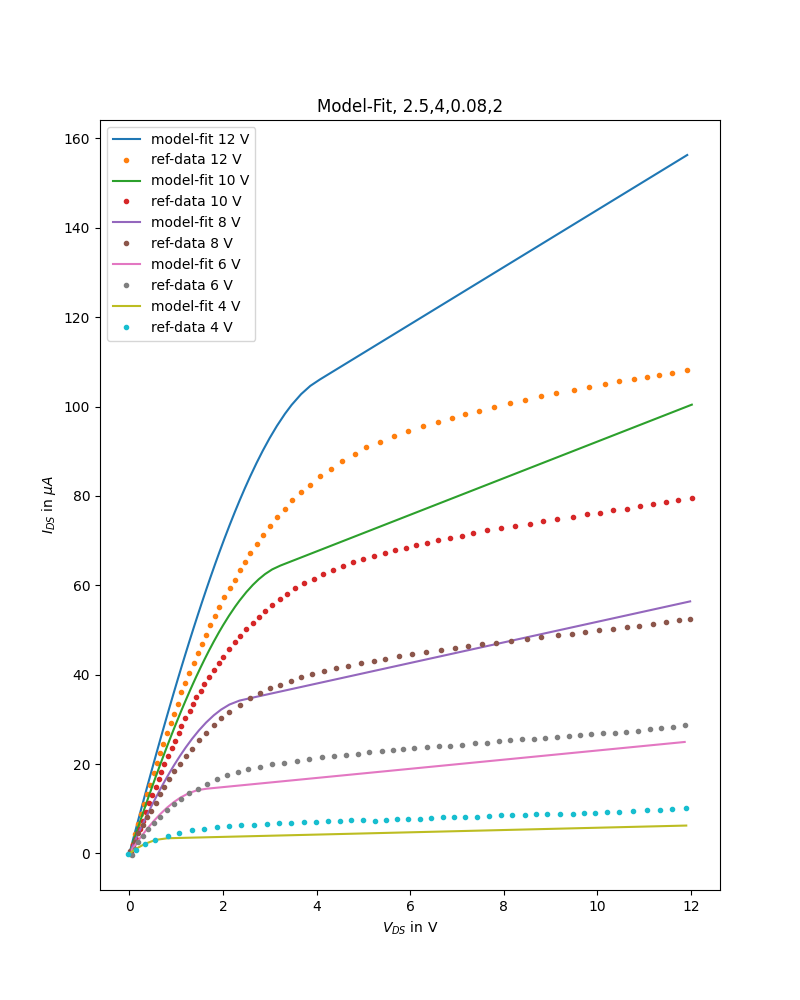 Model-Fit, 2.5,4,0.08,2
160
140
120
100
80
60
40
20
0
model-fit 12 V
ref-data 12 V
model-fit 10 V
ref-data 10 V
model-fit 8 V
ref-data 8 V
model-fit 6 V
ref-data 6 V
model-fit 4 V
ref-data 4 V
I_DS in μA
0 2 4 6 8 10 12
V_DS in V